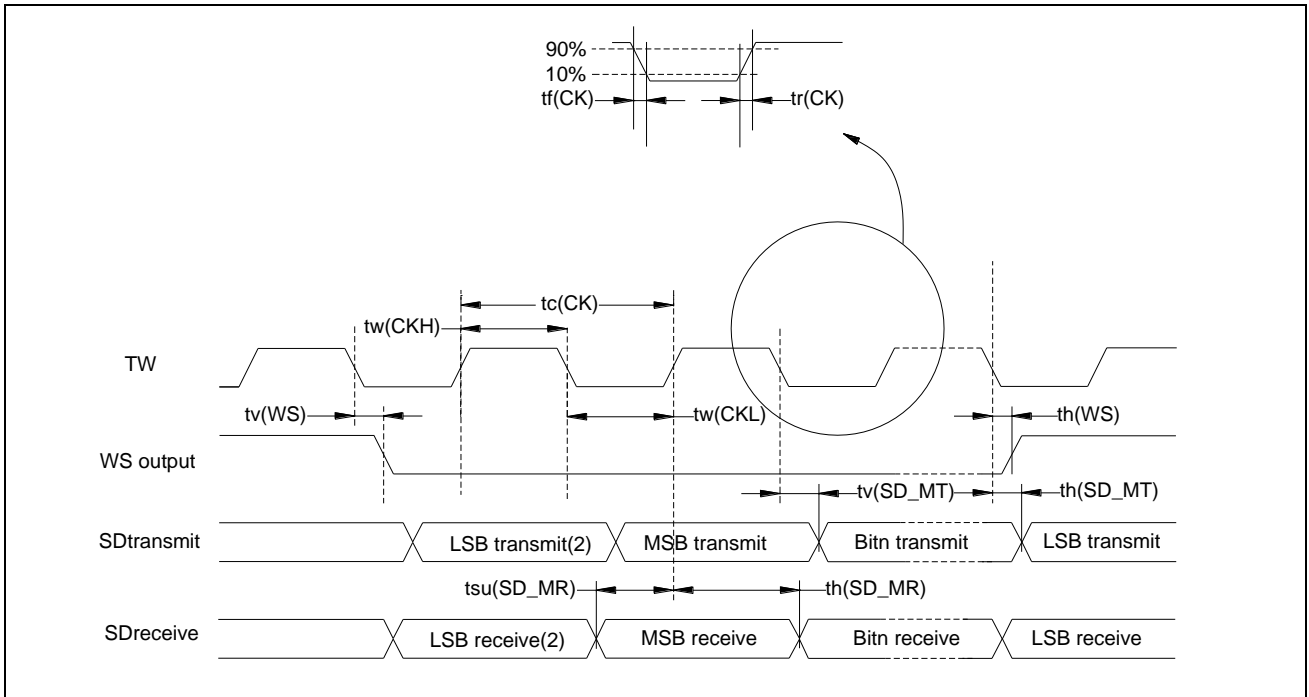 90%
10%
tf(CK)
tr(CK)
tc(CK)
tw(CKH)
TW
tv(WS)
tw(CKL)
th(WS)
WS output
tv(SD_MT)
th(SD_MT)
SDtransmit
LSB transmit(2)
MSB transmit
Bitn transmit
LSB transmit
tsu(SD_MR)
th(SD_MR)
SDreceive
LSB receive(2)
MSB receive
Bitn receive
LSB receive